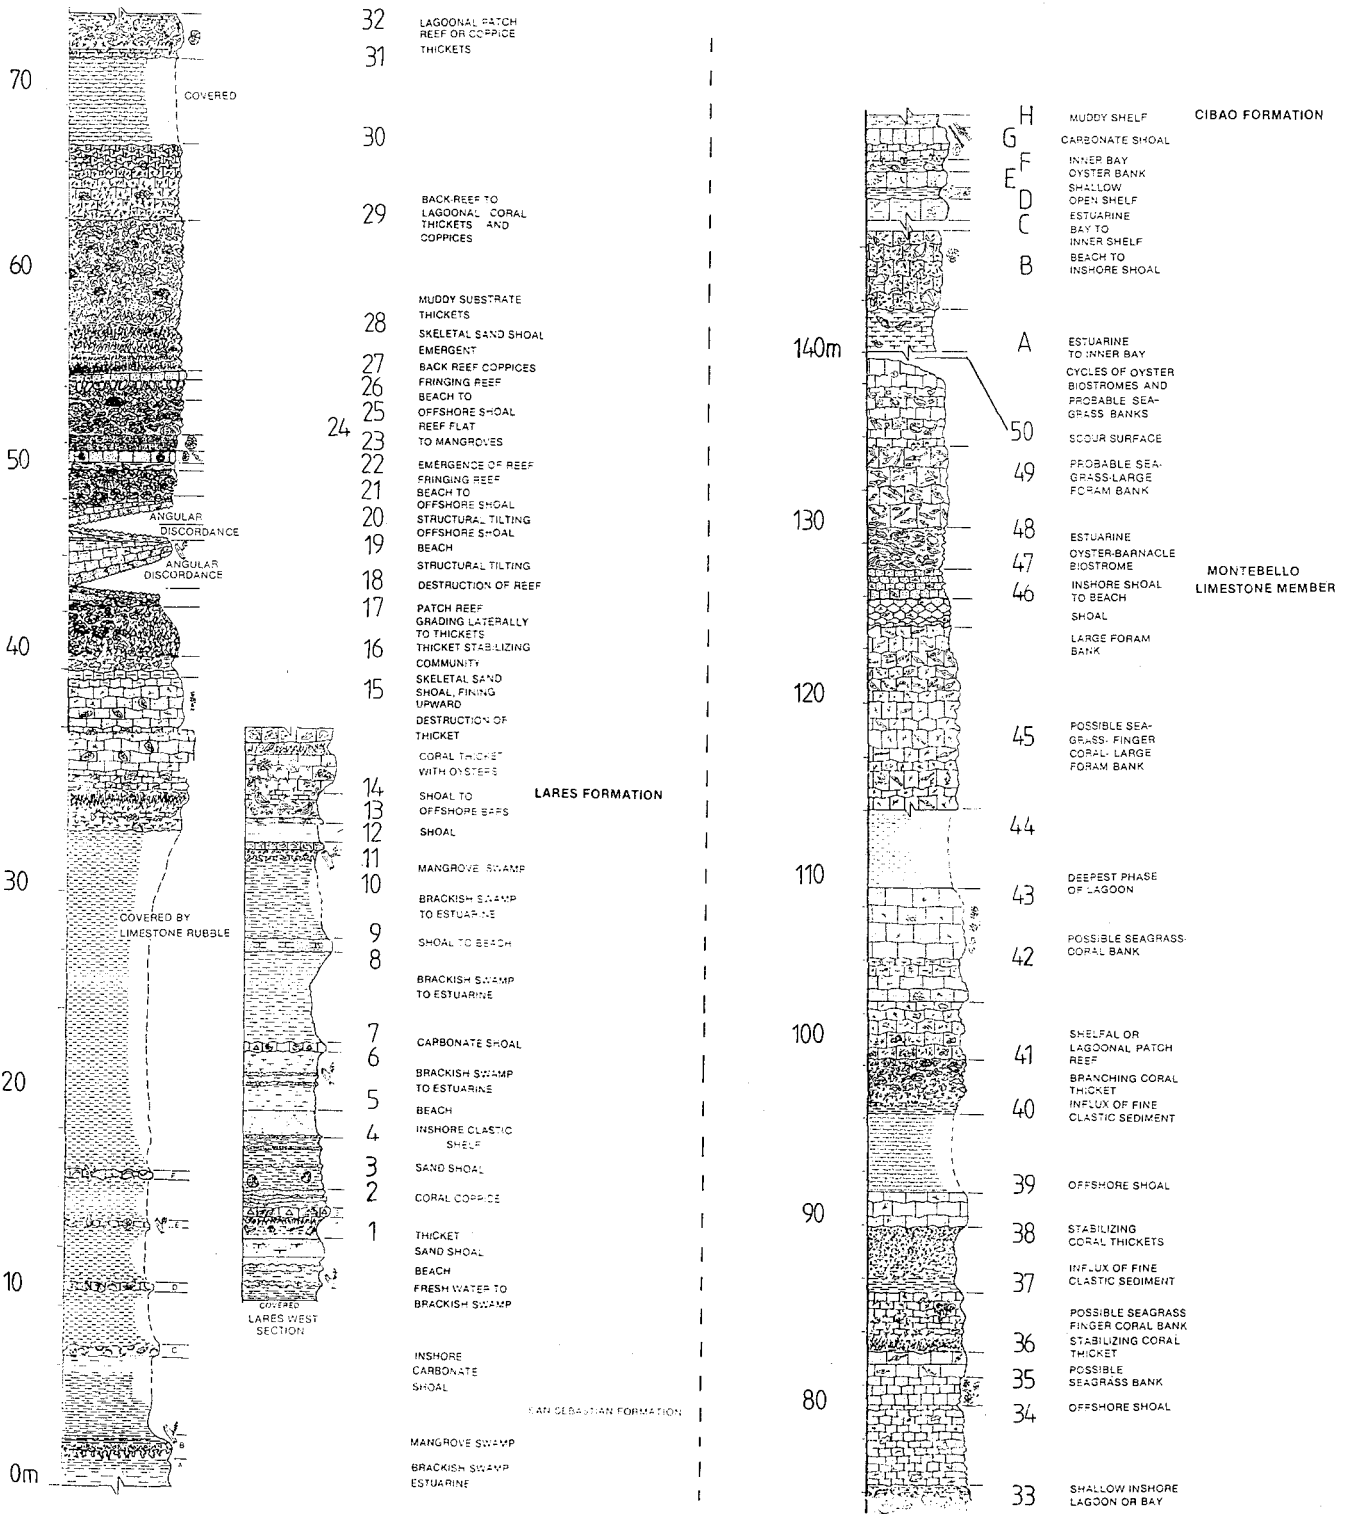 32
LAGOONAL PATCH
REEF OR COPPICE
THICKETS
31
70
COVERED
30
29
BACK-REEF TO
LAGOONAL CORAL
THICKETS AND
COPPICES
60
MUDDY SUBSTRATE
THICKETS
28
SKELETAL SAND SHOAL
EMERGENT
27
BACK REEF COPPICES
26
FRINGING REEF
BEACH TO
25
OFFSHORE SHOAL
24
REEF FLAT
23
TO MANGROVES
50
22
EMERGENCE OF REEF
FRINGING REEF
21
BEACH TO
OFFSHORE SHOAL
ANGULAR
DISCORDANCE
20
STRUCTURAL TILTING
OFFSHORE SHOAL
19
BEACH
ANGULAR
DISCORDANCE
STRUCTURAL TILTING
18
DESTRUCTION OF REEF
17
PATCH REEF
GRADING LATERALLY
TO THICKETS
40
16
THICKET STABILIZING
COMMUNITY
15
SKELETAL SAND
SHOAL, FINING
UPWARD
DESTRUCTION OF
THICKET
CORAL THICKET
WITH OYSTERS
14
SHOAL TO
OFFSHORE BARS
LARES FORMATION
13
12
SHOAL
11
MANGROVE SWAMP
30
10
BRACKISH SWAMP
TO ESTUARINE
COVERED BY
LIMESTONE RUBBLE
9
SHOAL TO BEACH
8
BRACKISH SWAMP
TO ESTUARINE
7
CARBONATE SHOAL
6
BRACKISH SWAMP
TO ESTUARINE
20
5
BEACH
4
INSHORE CLASTIC
SHELF
3
SAND SHOAL
F
2
CORAL COPPICE
E
1
THICKET
SAND SHOAL
BEACH
10
D
FRESH WATER TO
BRACKISH SWAMP
COVERED
LARES WEST
SECTION
C
INSHORE
CARBONATE
SHOAL
SAN SEBASTIAN FORMATION
B
MANGROVE SWAMP
A
0m
BRACKISH SWAMP
ESTUARINE
H
MUDDY SHELF
CIBAO FORMATION
G
CARBONATE SHOAL
F
INNER BAY
OYSTER BANK
E
SHALLOW
OPEN SHELF
D
ESTUARINE
C
BAY TO
INNER SHELF
B
BEACH TO
INSHORE SHOAL
140m
A
ESTUARINE
TO INNER BAY
CYCLES OF OYSTER
BIOSTROMES AND
PROBABLE SEA-
GRASS BANKS
50
SCOUR SURFACE
49
PROBABLE SEA-
GRASS-LARGE
FORAM BANK
130
48
ESTUARINE
47
OYSTER-BARNACLE
BIOSTROME
MONTEBELLO
LIMESTONE MEMBER
46
INSHORE SHOAL
TO BEACH
SHOAL
LARGE FORAM
BANK
120
45
POSSIBLE SEA-
GRASS- FINGER
CORAL- LARGE
FORAM BANK
44
110
43
DEEPEST PHASE
OF LAGOON
42
POSSIBLE SEAGRASS-
CORAL BANK
100
41
SHELFAL OR
LAGOONAL PATCH
REEF
BRANCHING CORAL
THICKET
40
INFLUX OF FINE
CLASTIC SEDIMENT
39
OFFSHORE SHOAL
90
38
STABILIZING
CORAL THICKETS
37
INFLUX OF FINE
CLASTIC SEDIMENT
POSSIBLE SEAGRASS
FINGER CORAL BANK
36
STABILIZING CORAL
THICKET
35
POSSIBLE
SEAGRASS BANK
80
34
OFFSHORE SHOAL
33
SHALLOW INSHORE
LAGOON OR BAY